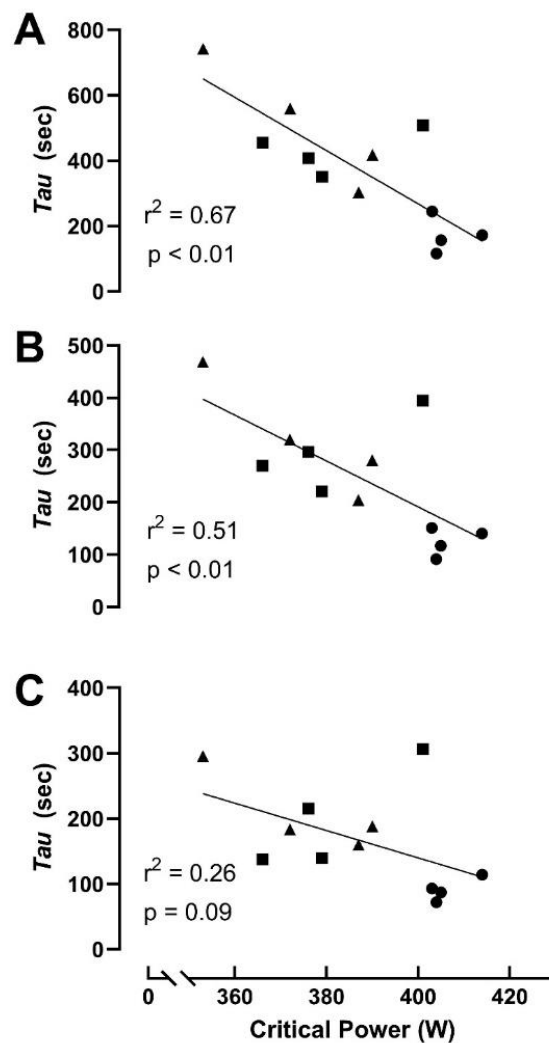 A
800
600
400
200
0
Tau (sec)
r² = 0.67
p < 0.01
B
500
400
300
200
100
0
Tau (sec)
r² = 0.51
p < 0.01
C
400
300
200
100
0
Tau (sec)
r² = 0.26
p = 0.09
0 360 380 400 420
Critical Power (W)